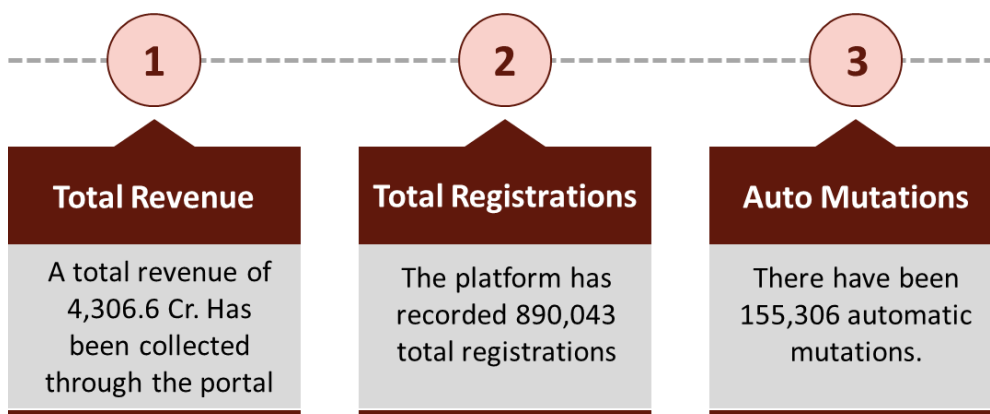 1
Total Revenue
A total revenue of
4,306.6 Cr. Has
been collected
through the portal
2
Total Registrations
The platform has
recorded 890,043
total registrations
3
Auto Mutations
There have been
155,306 automatic
mutations.